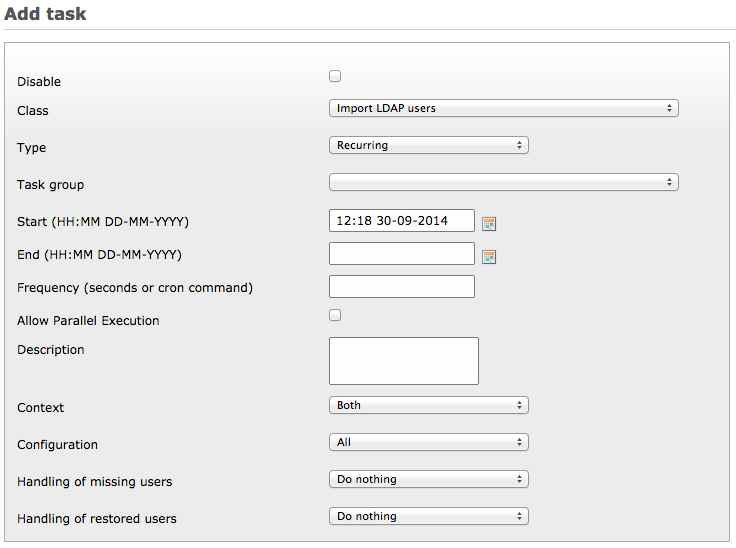 Add task
Disable
Class Import LDAP users
Type Recurring
Task group
Start (HH:MM DD-MM-YYYY) 12:18 30-09-2014
End (HH:MM DD-MM-YYYY)
Frequency (seconds or cron command)
Allow Parallel Execution
Description
Context Both
Configuration All
Handling of missing users Do nothing
Handling of restored users Do nothing